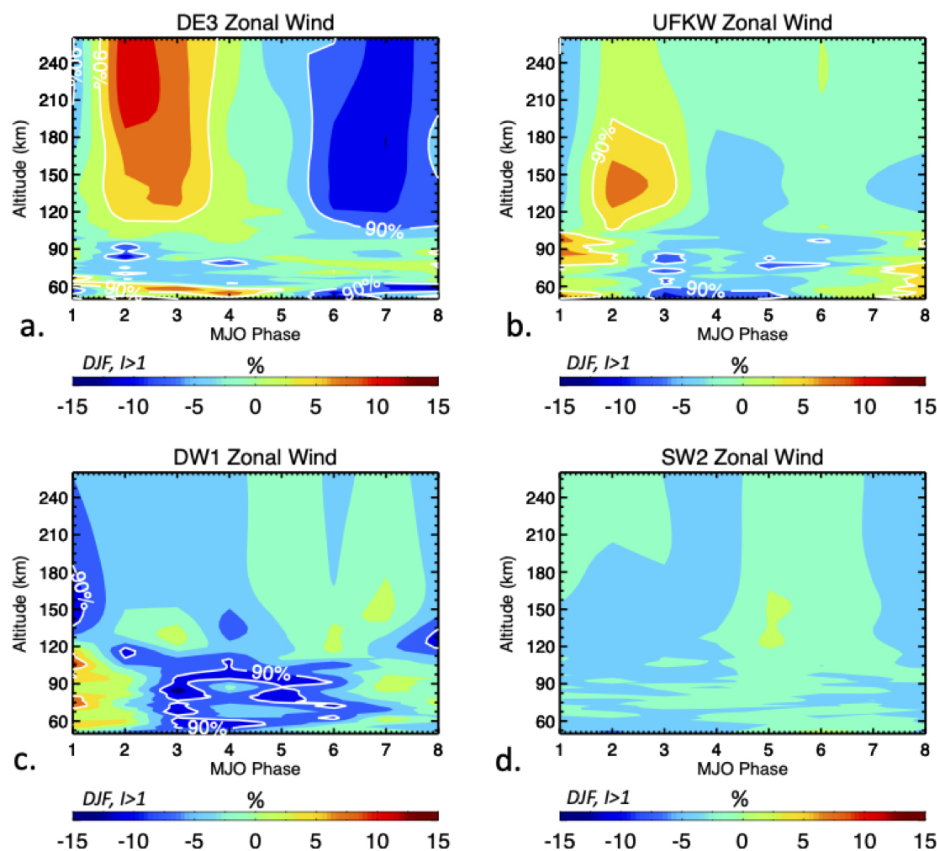 DE3 Zonal Wind
240
210
180
150
120
90
60
Altitude (km)
90%
90%
90%
90%
90%
1 2 3 4 5 6 7 8
MJO Phase
a.
DJF, I>1 %
-15 -10 -5 0 5 10 15
UFKW Zonal Wind
240
210
180
150
120
90
60
Altitude (km)
90%
90%
1 2 3 4 5 6 7 8
MJO Phase
b.
DJF, I>1 %
-15 -10 -5 0 5 10 15
DW1 Zonal Wind
240
210
180
150
120
90
60
Altitude (km)
90%
90%
90%
1 2 3 4 5 6 7 8
MJO Phase
c.
DJF, I>1 %
-15 -10 -5 0 5 10 15
SW2 Zonal Wind
240
210
180
150
120
90
60
Altitude (km)
1 2 3 4 5 6 7 8
MJO Phase
d.
DJF, I>1 %
-15 -10 -5 0 5 10 15